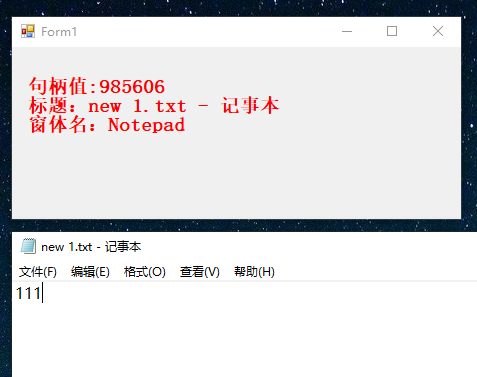 Form1
句柄值:985606
标题：new 1.txt - 记事本
窗体名：Notepad
new 1.txt - 记事本
文件(F) 编辑(E) 格式(O) 查看(V) 帮助(H)
111